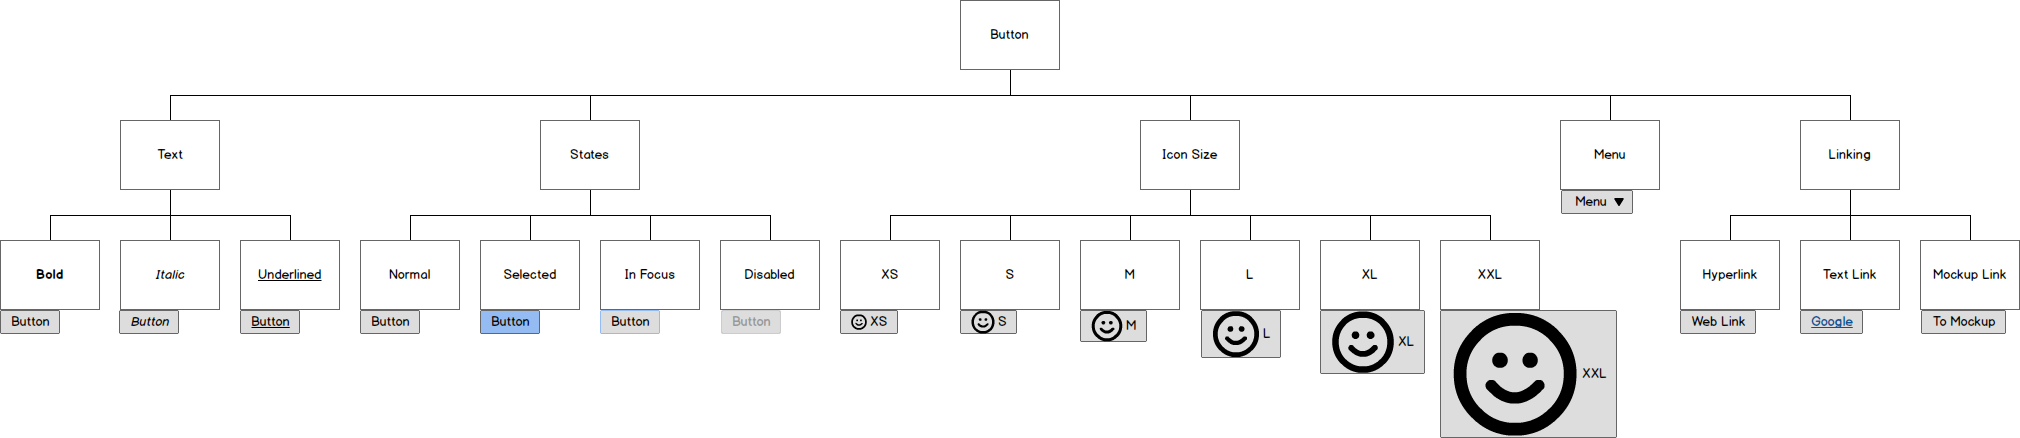 Button
Text
States
Icon Size
Menu
Linking
Menu
Bold
Italic
Underlined
Normal
Selected
In Focus
Disabled
XS
S
M
L
XL
XXL
Hyperlink
Text Link
Mockup Link
Button
Button
Button
Button
Button
Button
Button
XS
S
M
L
XL
XXL
Web Link
Google
To Mockup